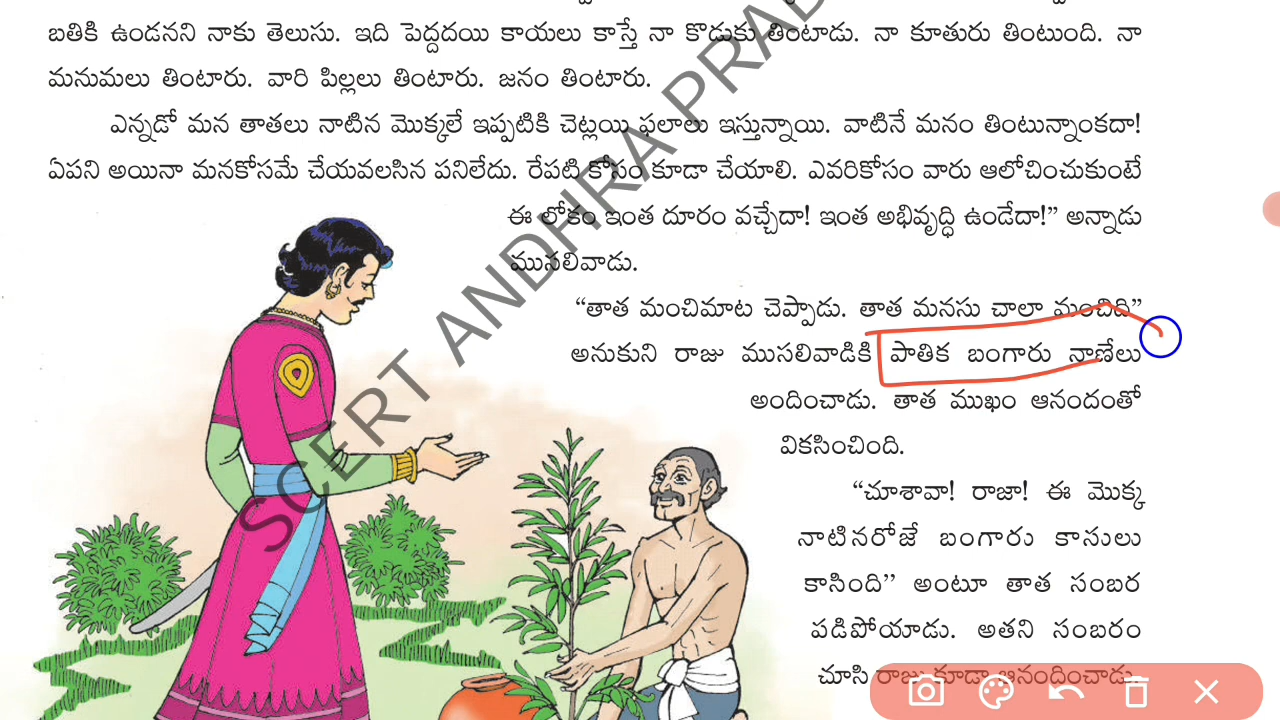 బతికి ఉండనని నాకు తెలుసు. ఇది పెద్దదయి కాయలు కాస్తే నా కొడుకు తింటాడు. నా కూతురు తింటుంది. నా
మనుమలు తింటారు. వారి పిల్లలు తింటారు. జనం తింటారు.
ఎన్నడో మన తాతలు నాటిన మొక్కలే ఇప్పటికి చెట్లయి ఫలాలు ఇస్తున్నాయి. వాటినే మనం తింటున్నాంకదా!
ఏపని అయినా మనకోసమే చేయవలసిన పనిలేదు. రేపటి కోసం కూడా చేయాలి. ఎవరికోసం వారు ఆలోచించుకుంటే
ఈ లోకం ఇంత దూరం వచ్చేదా! ఇంత అభివృద్ధి ఉండేదా!” అన్నాడు
ముసలివాడు.
“తాత మంచిమాట చెప్పాడు. తాత మనసు చాలా మంచిది”
అనుకుని రాజు ముసలివాడికి పాతిక బంగారు నాణేలు
అందించాడు. తాత ముఖం ఆనందంతో
వికసించింది.
“చూశావా! రాజా! ఈ మొక్క
నాటినరోజే బంగారు కాసులు
కాసింది” అంటూ తాత సంబర
పడిపోయాడు. అతని సంబరం
చూసి రాజు కూడా ఆనందించాడు.
SCERT ANDHRA PRAD